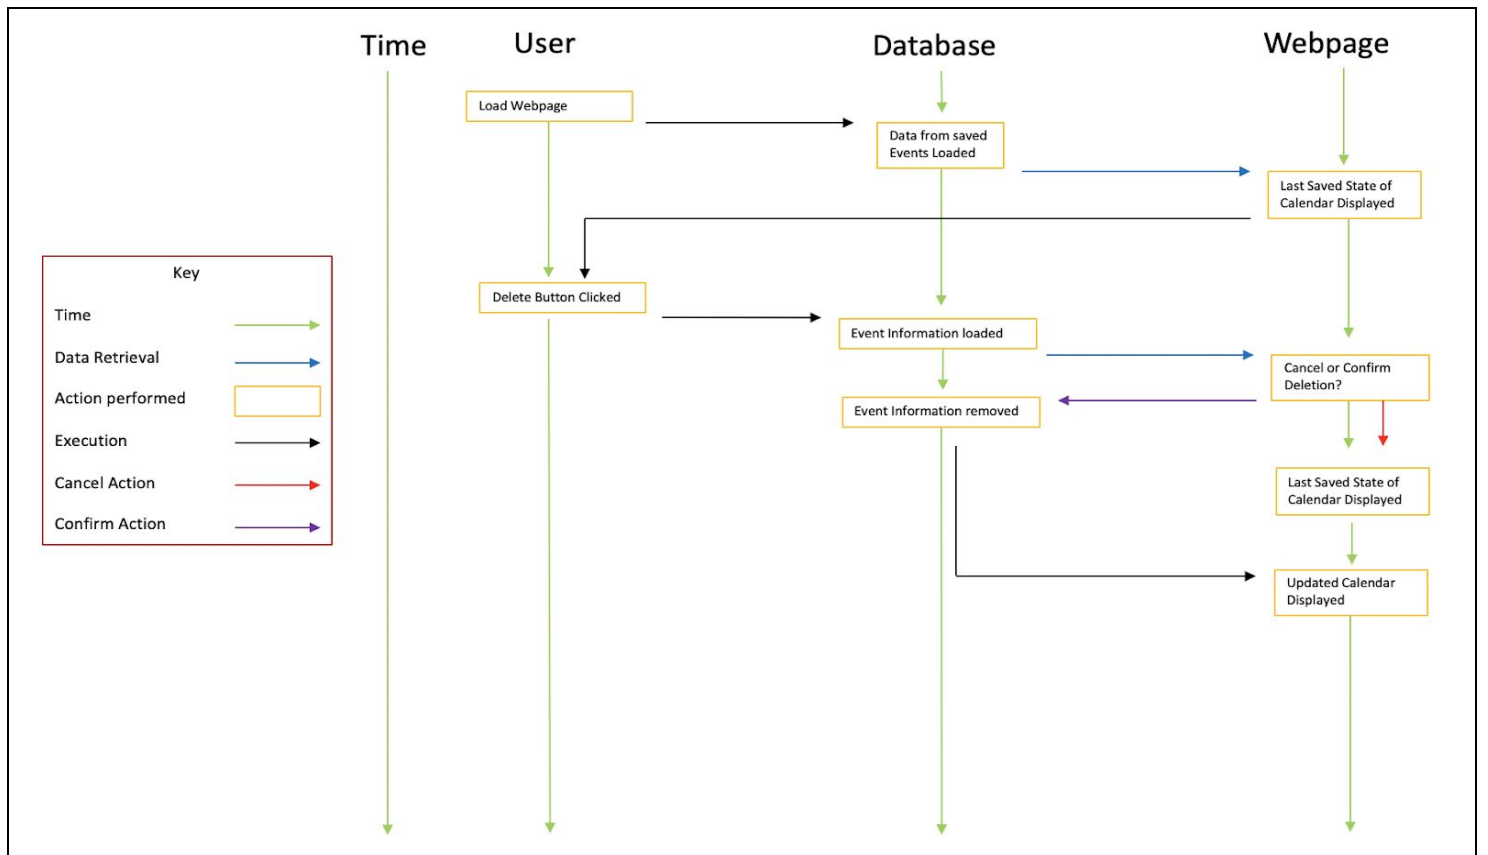 Time
User
Database
Webpage
Load Webpage
Data from saved
Events Loaded
Last Saved State of
Calendar Displayed
Key
Time
Data Retrieval
Action performed
Execution
Cancel Action
Confirm Action
Delete Button Clicked
Event Information loaded
Cancel or Confirm
Deletion?
Event Information removed
Last Saved State of
Calendar Displayed
Updated Calendar
Displayed